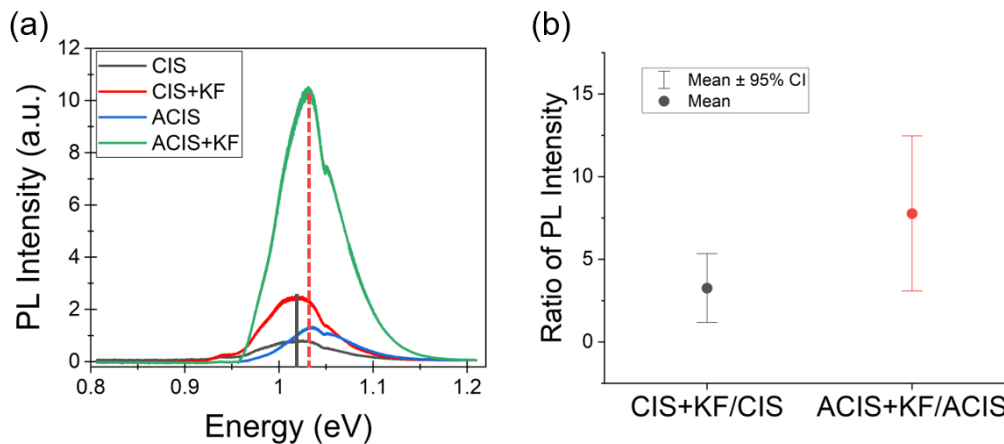 (a)
PL Intensity (a.u.)
12
10
8
6
4
2
0
CIS
CIS+KF
ACIS
ACIS+KF
0.8
0.9
1
1.1
1.2
Energy (eV)
(b)
Ratio of PL Intensity
15
10
5
0
Mean ± 95% CI
Mean
CIS+KF/CIS
ACIS+KF/ACIS